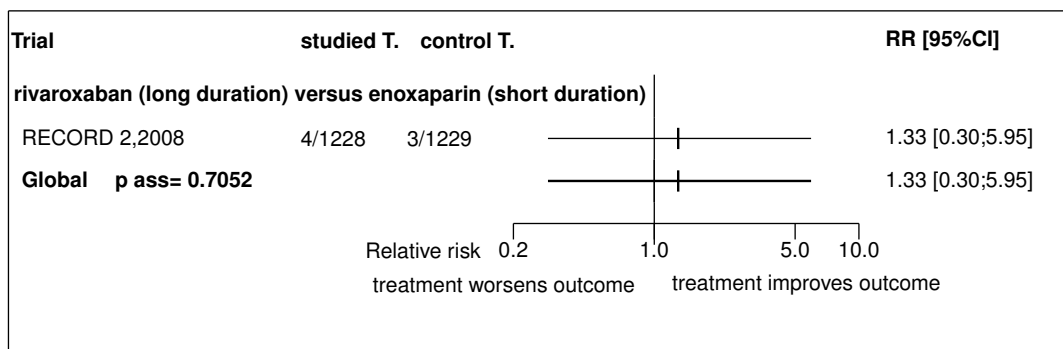 Trial studied T. control T. RR [95%CI]
rivaroxaban (long duration) versus enoxaparin (short duration)
RECORD 2,2008 4/1228 3/1229 1.33 [0.30;5.95]
Global p ass= 0.7052 1.33 [0.30;5.95]
Relative risk 0.2 1.0 5.0 10.0
treatment worsens outcome treatment improves outcome